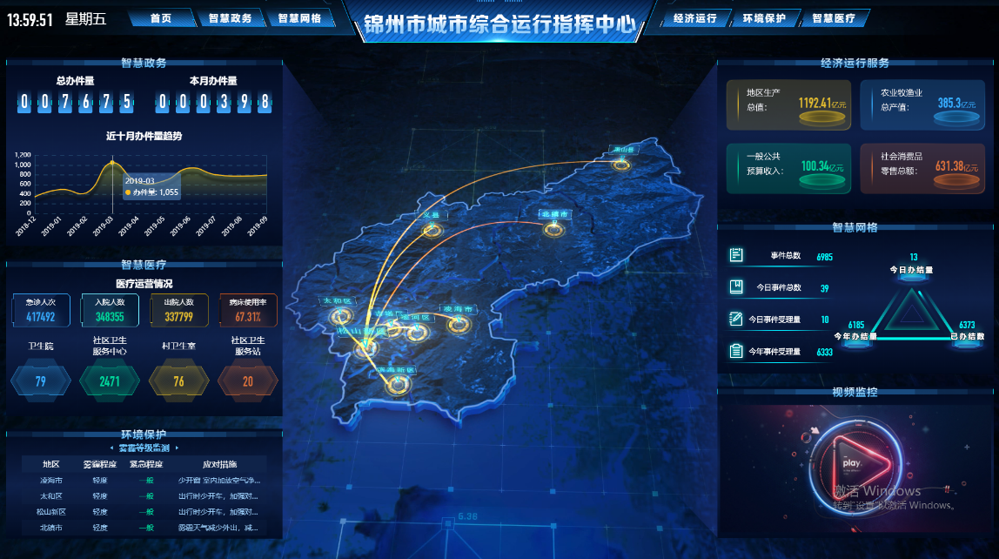 13:59:51 星期五
首页
智慧政务
智慧网格
锦州市城市综合运行指挥中心
经济运行
环境保护
智慧医疗
智慧政务
总办件量
007675
本月办件量
000398
近十月办件量趋势
1,200
1,000
800
600
400
200
0
2019-03
办件量: 1,055
2018-12
2019-01
2019-02
2019-03
2019-04
2019-05
2019-06
2019-07
2019-08
2019-09
智慧医疗
医疗运营情况
急诊人次
417492
入院人数
348355
出院人数
337799
病床使用率
67.31%
卫生院
79
社区卫生
服务中心
2471
村卫生室
76
社区卫生
服务站
20
环境保护
雾霾等级监测
地区 雾霾程度 紧急程度 应对措施
凌海市 轻度 一般 少开窗 室内加放空气净...
太和区 轻度 一般 出行时少开车，加强对...
松山新区 轻度 一般 出行时少开车，加强对...
北镇市 轻度 一般 雾霾天气减少外出，减...
黑山县
义县
北镇市
太和区
凌海市
松山新区
滨海新区
6.36
经济运行服务
地区生产
总值:
1192.41亿元
农业牧渔业
总产值:
385.3亿元
一般公共
预算收入:
100.34亿元
社会消费品
零售总额:
631.38亿元
智慧网格
事件总数 6985
今日事件总数 39
今日事件受理量 10
今年事件受理量 6333
13
今日办结量
6185
今年办结量
6373
已办结数
视频监控
play
激活 Windows
转到"设置"以激活 Windows。